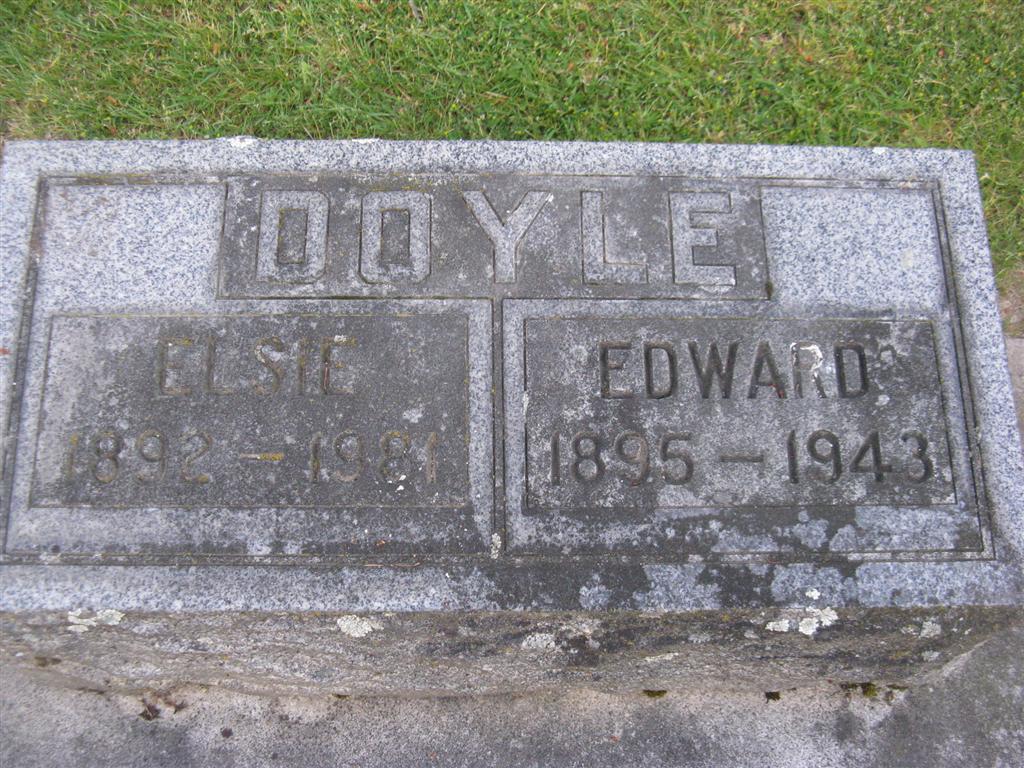 DOYLE
ELSIE
1892 – 1981
EDWARD
1895 – 1943